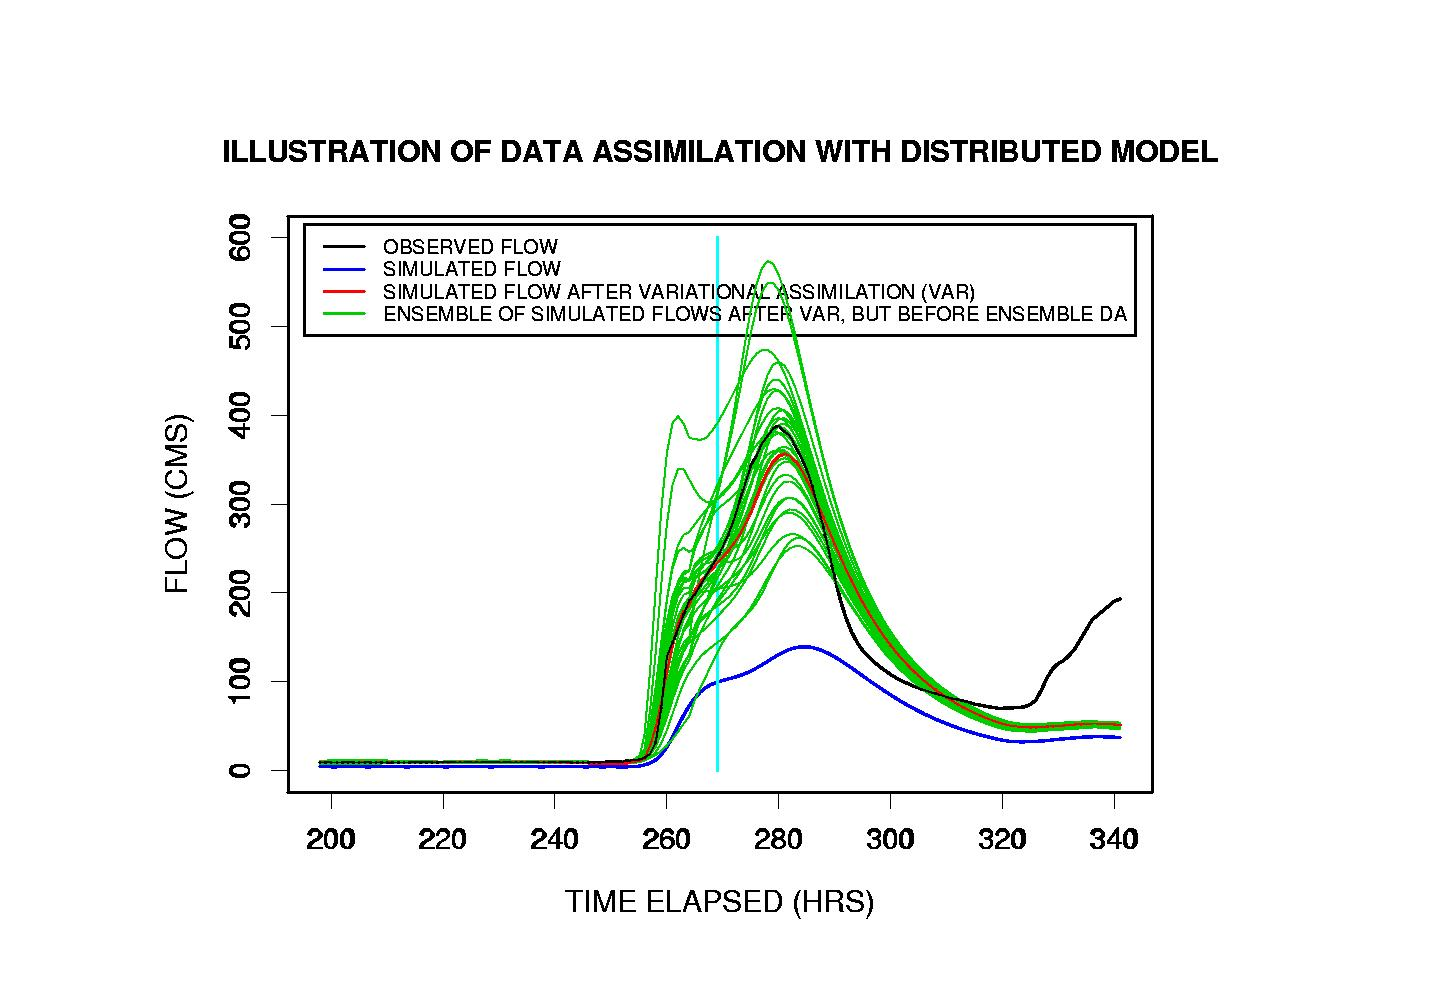 ILLUSTRATION OF DATA ASSIMILATION WITH DISTRIBUTED MODEL
OBSERVED FLOW
SIMULATED FLOW
SIMULATED FLOW AFTER VARIATIONAL ASSIMILATION (VAR)
ENSEMBLE OF SIMULATED FLOWS AFTER VAR, BUT BEFORE ENSEMBLE DA
600
500
400
300
200
100
0
FLOW (CMS)
200 220 240 260 280 300 320 340
TIME ELAPSED (HRS)